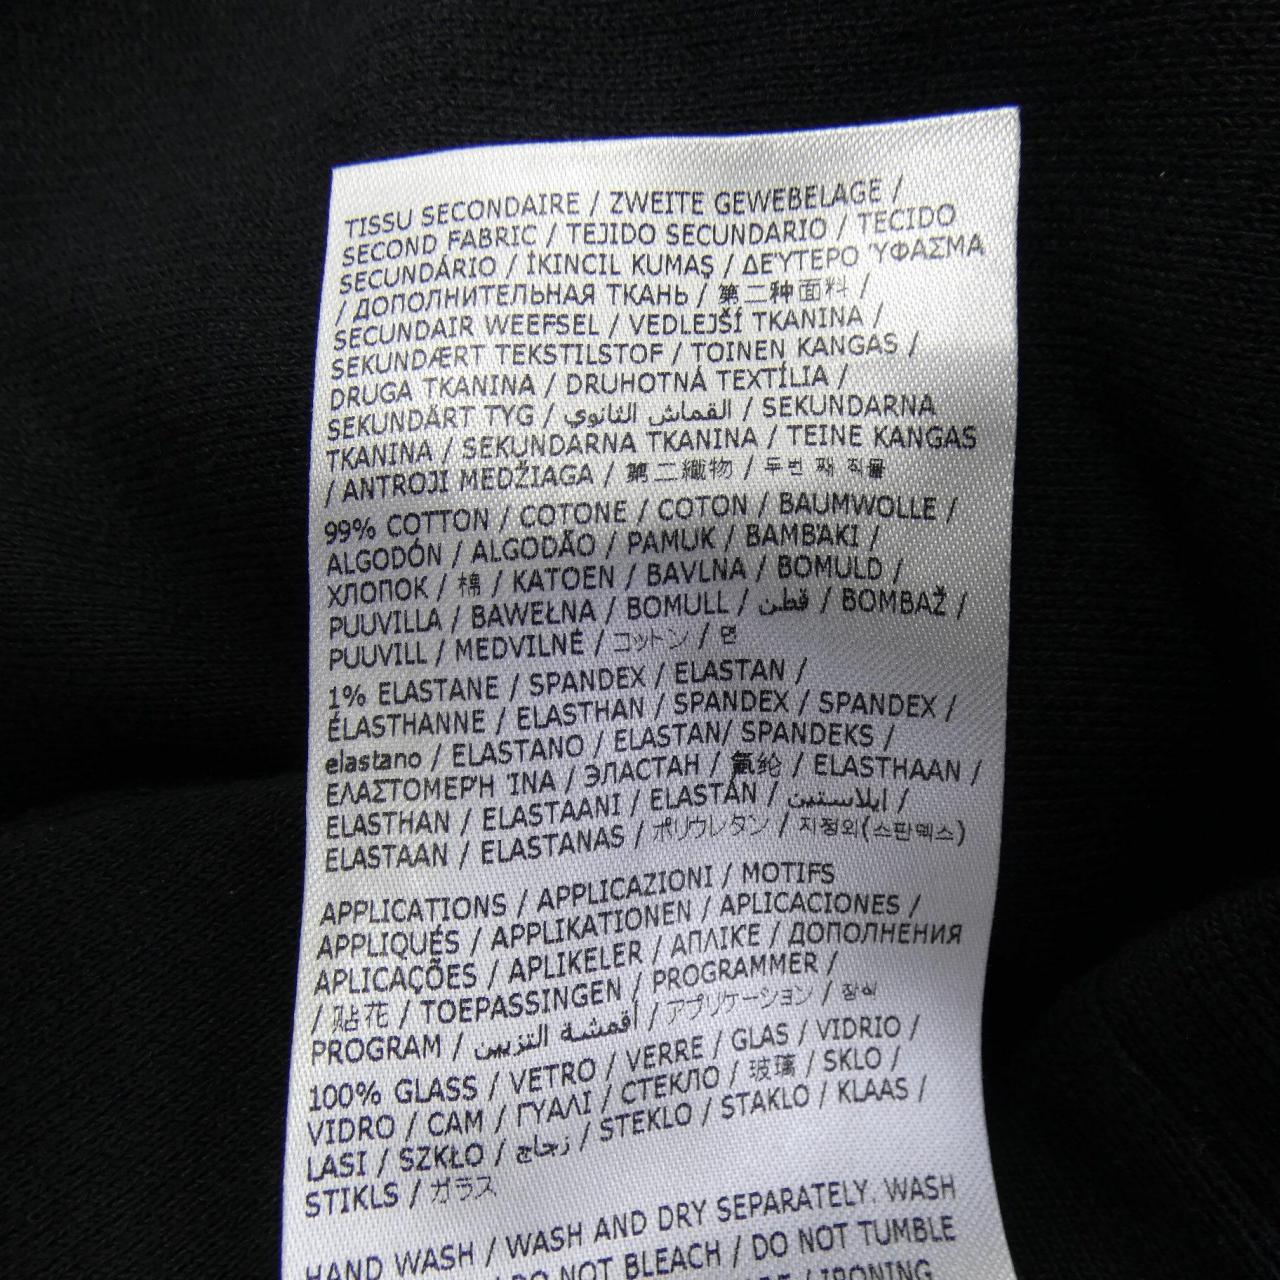 TISSU SECONDAIRE / ZWEITE GEWEBELAGE /
SECOND FABRIC / TEJIDO SECUNDARIO / TECIDO
SECUNDÁRIO / İKINCIL KUMAŞ / ΔΕΎΤΕΡΟ ΎΦΑΣΜΑ
/ ДОПОЛНИТЕЛЬНАЯ ТКАНЬ / 第二种面料 /
SECUNDAIR WEEFSEL / VEDLEJŠÍ TKANINA /
SEKUNDÆRT TEKSTILSTOF / TOINEN KANGAS /
DRUGA TKANINA / DRUHOTNÁ TEXTÍLIA /
SEKUNDÄRT TYG / القماش الثانوي / SEKUNDARNA
TKANINA / SEKUNDARNA TKANINA / TEINE KANGAS
/ ANTROJI MEDŽIAGA / 第二織物 / 두번 째 직물
99% COTTON / COTONE / COTON / BAUMWOLLE /
ALGODÓN / ALGODÃO / PAMUK / ΒΑΜΒΆΚΙ /
ХЛОПОК / 棉 / KATOEN / BAVLNA / BOMULD /
PUUVILLA / BAWEŁNA / BOMULL / قطن / BOMBAŽ /
PUUVILL / MEDVILNĖ / コットン / 면
1% ELASTANE / SPANDEX / ELASTAN /
ÉLASTHANNE / ELASTHAN / SPANDEX / SPANDEX /
elastano / ELASTANO / ELASTAN/ SPANDEKS /
ΕΛΑΣΤΟΜΕΡΉ ΊΝΑ / ЭЛАСТАН / 氨纶 / ELASTHAAN /
ELASTHAN / ELASTAANI / ELASTÁN / ايلاستين /
ELASTAAN / ELASTANAS / ポリウレタン / 지정외(스판덱스)
APPLICATIONS / APPLICAZIONI / MOTIFS
APPLIQUÉS / APPLIKATIONEN / APLICACIONES /
APLICAÇÕES / APLIKELER / ΑΠΛΙΚΕ / ДОПОЛНЕНИЯ
/ 贴花 / TOEPASSINGEN / PROGRAMMER /
PROGRAM / أقمشة التزيين / アプリケーション / 장식
100% GLASS / VETRO / VERRE / GLAS / VIDRIO /
VIDRO / CAM / ΓΥΑΛΙ / СТЕКЛО / 玻璃 / SKLO /
LASI / SZKŁO / زجاج / STEKLO / STAKLO / KLAAS /
STIKLS / ガラス
HAND WASH / WASH AND DRY SEPARATELY. WASH
DO NOT BLEACH / DO NOT TUMBLE
/ IRONING